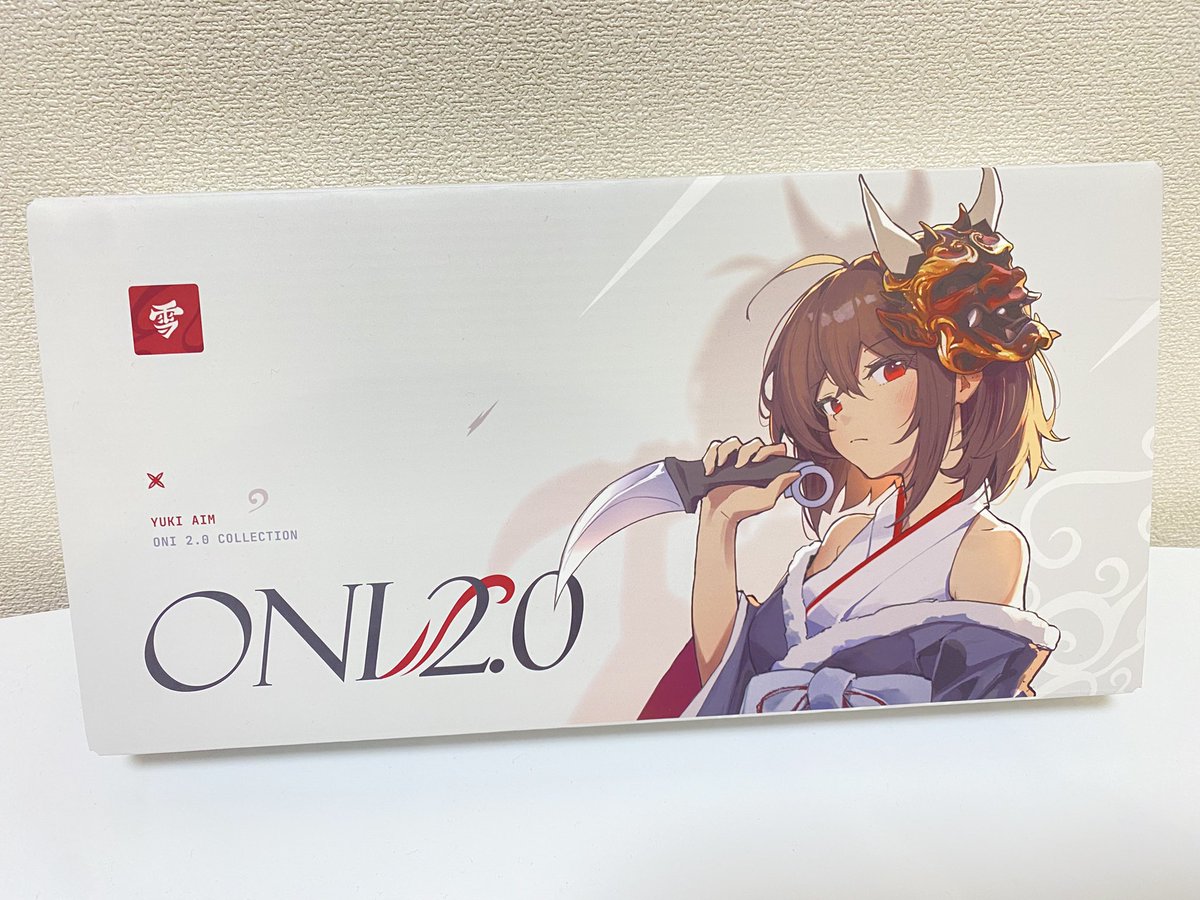 雪
YUKI AIM
ONI 2.0 COLLECTION
ONI 2.0